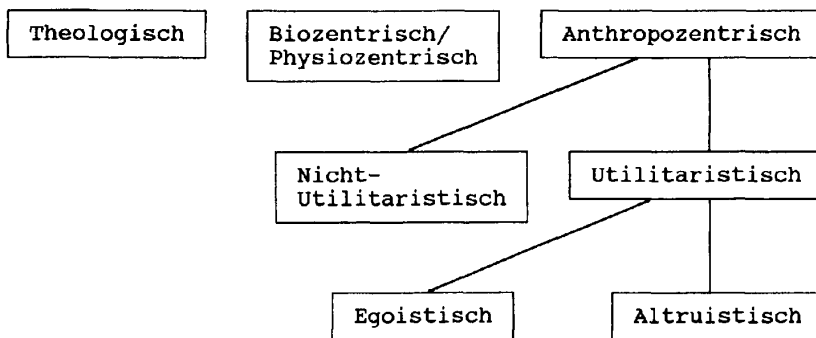 Theologisch
Biozentrisch/
Physiozentrisch
Anthropozentrisch
Nicht-
Utilitaristisch
Utilitaristisch
Egoistisch
Altruistisch